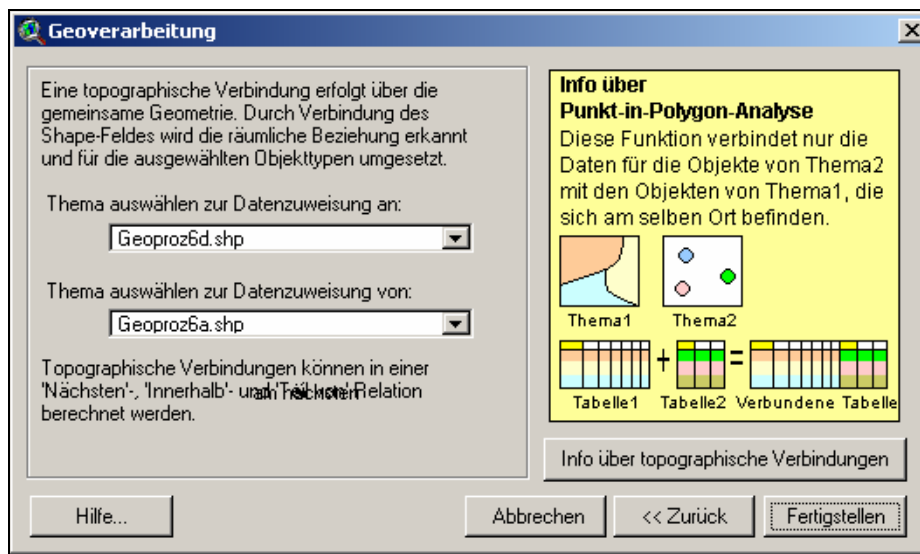 Geoverarbeitung
Eine topographische Verbindung erfolgt über die
gemeinsame Geometrie. Durch Verbindung des
Shape-Feldes wird die räumliche Beziehung erkannt
und für die ausgewählten Objekttypen umgesetzt.
Thema auswählen zur Datenzuweisung an:
Geoproz6d.shp
Thema auswählen zur Datenzuweisung von:
Geoproz6a.shp
Topographische Verbindungen können in einer
'Nächsten'-, 'Innerhalb'- und Relation
berechnet werden.
Info über
Punkt-in-Polygon-Analyse
Diese Funktion verbindet nur die
Daten für die Objekte von Thema2
mit den Objekten von Thema1, die
sich am selben Ort befinden.
Thema1 Thema2
+ =
Tabelle1 Tabelle2 Verbundene Tabelle
Info über topographische Verbindungen
Hilfe... Abbrechen << Zurück Fertigstellen